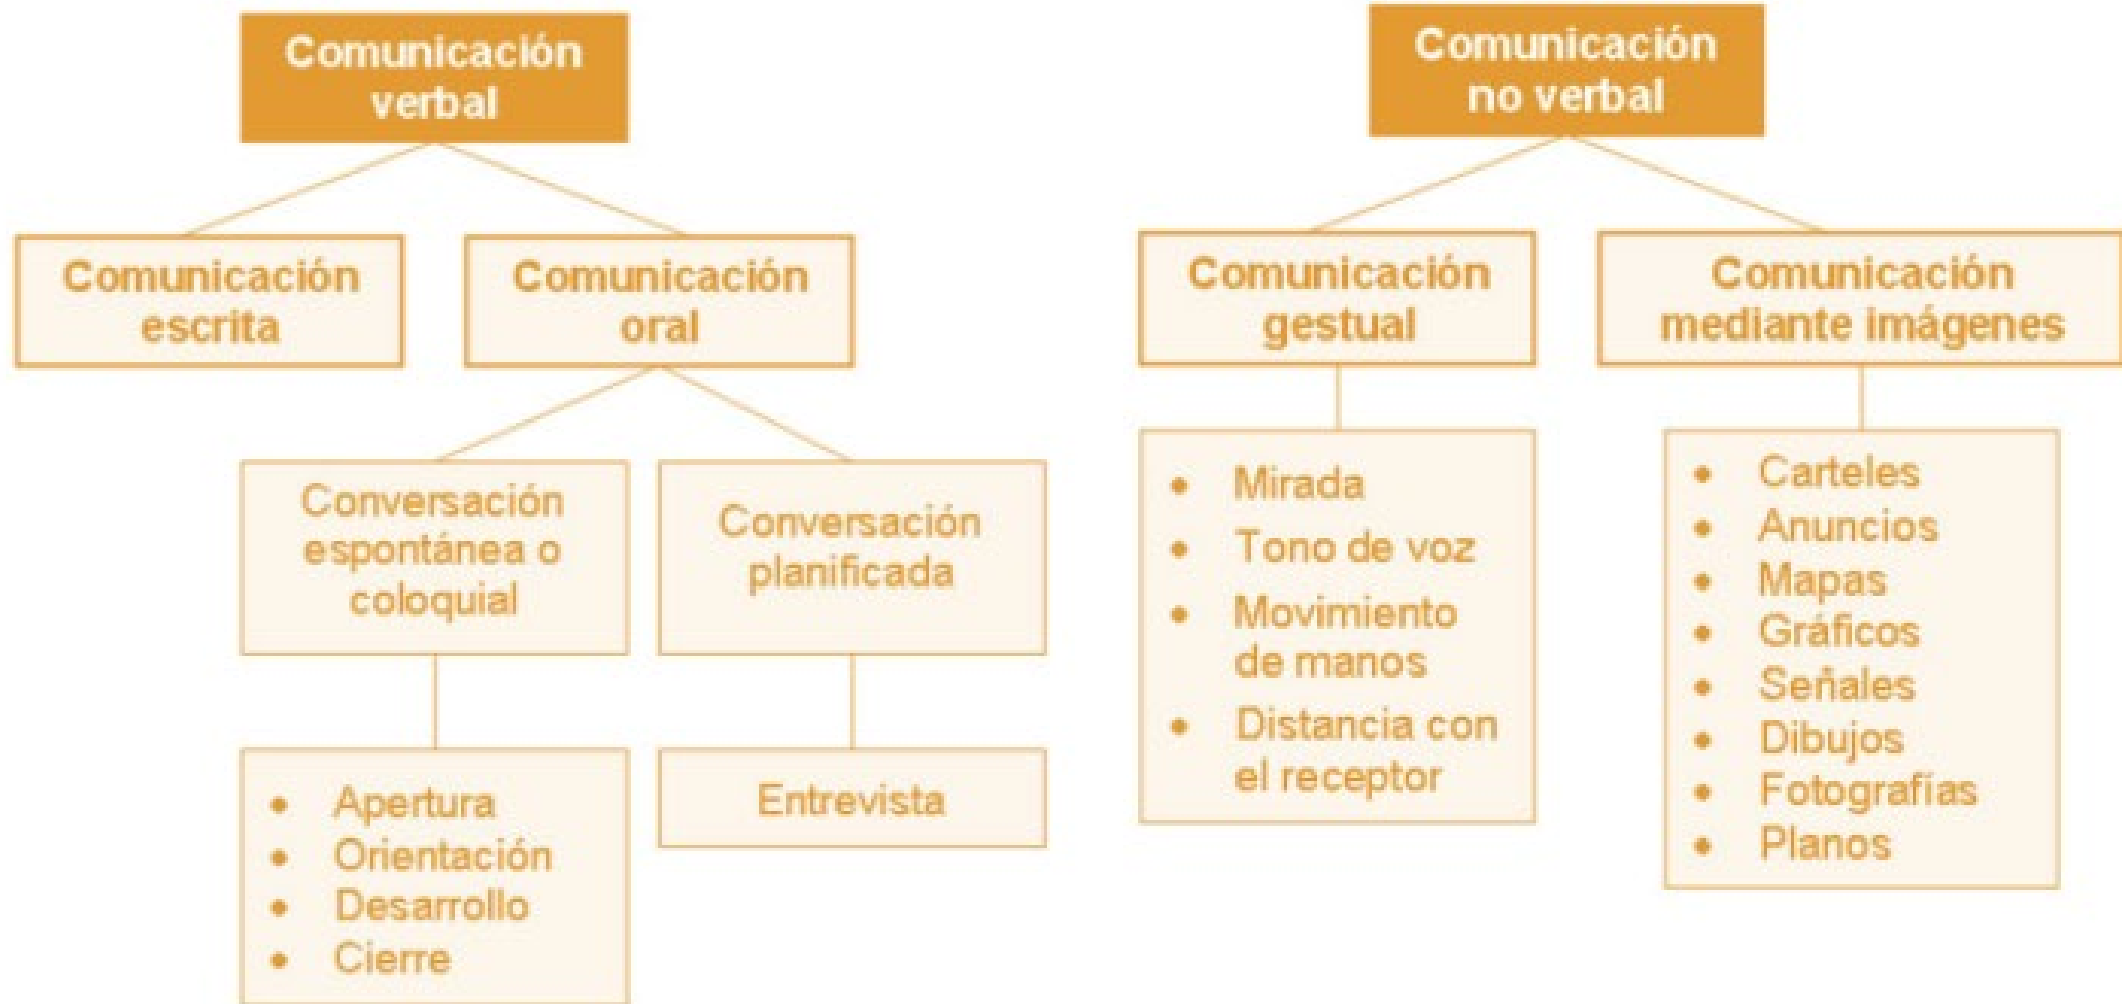 Comunicación
verbal
Comunicación
escrita
Comunicación
oral
Conversación
espontánea o
coloquial
Conversación
planificada
• Apertura
• Orientación
• Desarrollo
• Cierre
Entrevista
Comunicación
no verbal
Comunicación
gestual
Comunicación
mediante imágenes
• Mirada
• Tono de voz
• Movimiento
de manos
• Distancia con
el receptor
• Carteles
• Anuncios
• Mapas
• Gráficos
• Señales
• Dibujos
• Fotografías
• Planos